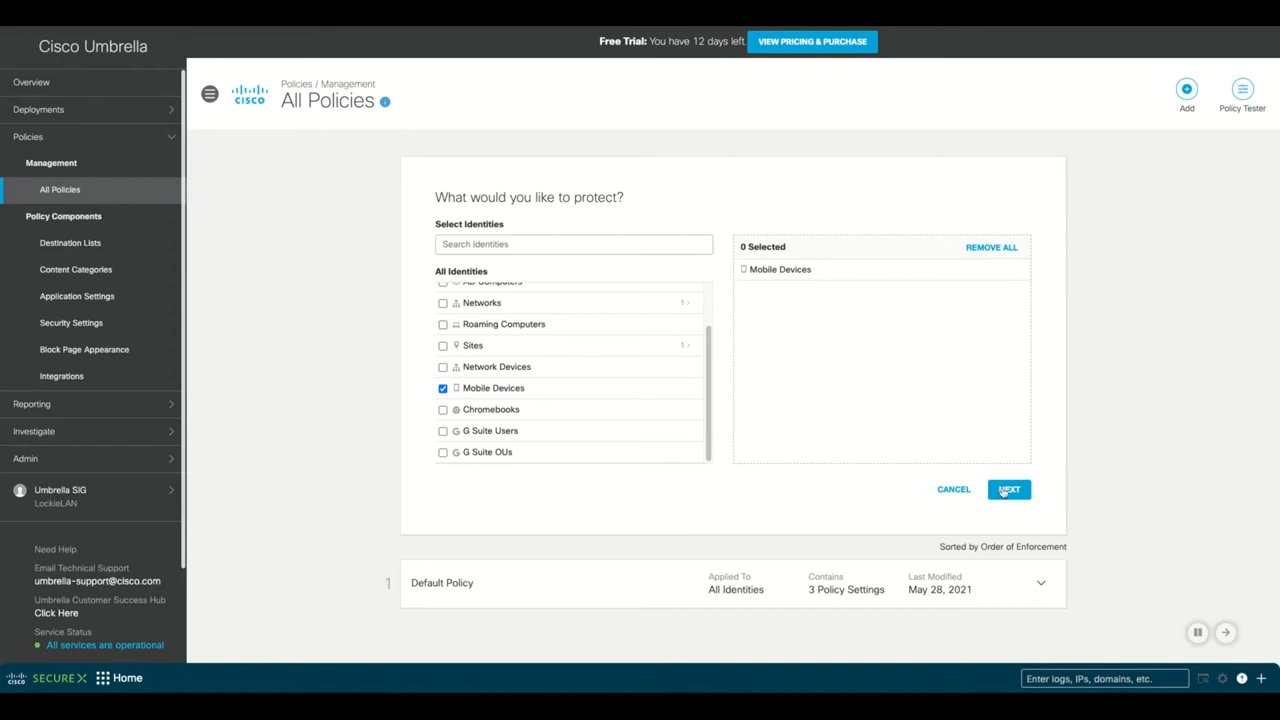 Cisco Umbrella
Free Trial: You have 12 days left. VIEW PRICING & PURCHASE
Overview
Deployments
Policies
Management
All Policies
Policy Components
Destination Lists
Content Categories
Application Settings
Security Settings
Block Page Appearance
Integrations
Reporting
Investigate
Admin
Umbrella SIG
LockieLAN
Need Help
Email Technical Support
umbrella-support@cisco.com
Umbrella Customer Success Hub
Click Here
Service Status
All services are operational
CISCO
Policies / Management
All Policies
Add
Policy Tester
What would you like to protect?
Select Identities
Search Identities
All Identities
AD Computers
Networks 1
Roaming Computers
Sites 1
Network Devices
Mobile Devices
Chromebooks
G Suite Users
G Suite OUs
0 Selected REMOVE ALL
Mobile Devices
CANCEL NEXT
Sorted by Order of Enforcement
1 Default Policy
Applied To
All Identities
Contains
3 Policy Settings
Last Modified
May 28, 2021
CISCO SECUREX Home
Enter logs, IPs, domains, etc.